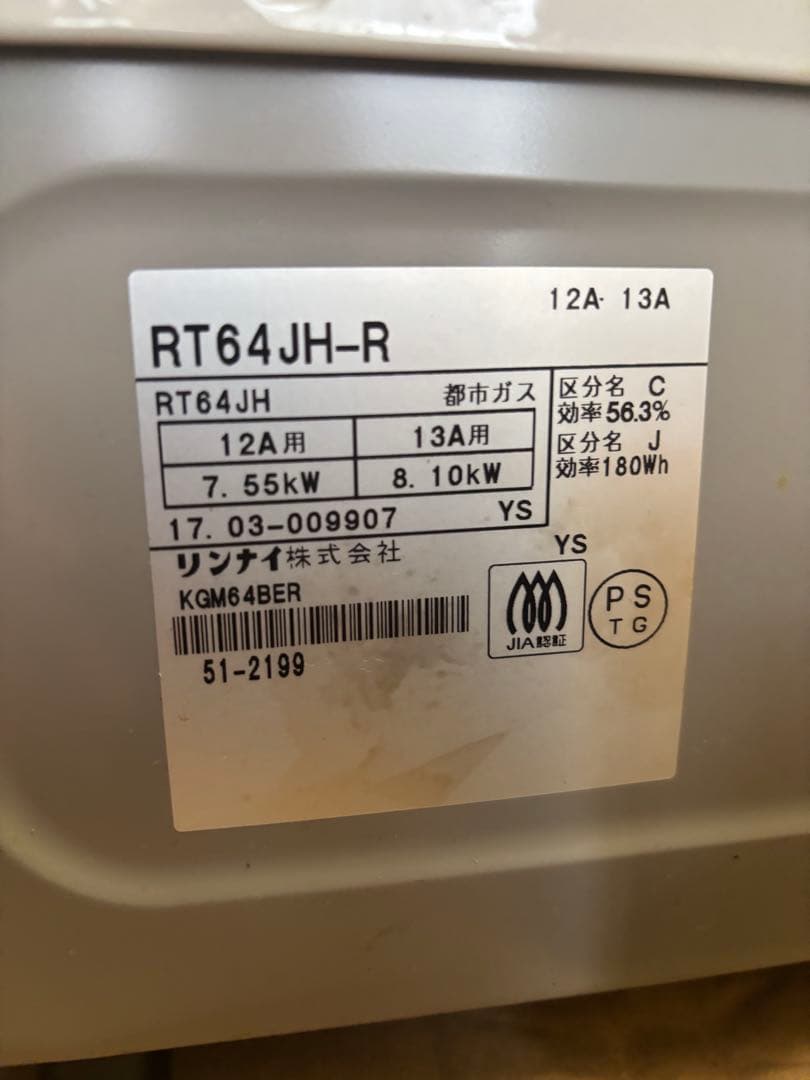 12A・13A
RT64JH-R
RT64JH 都市ガス
12A用 13A用
7.55kW 8.10kW
17.03-009907 YS
区分名 C
効率56.3%
区分名 J
効率180Wh
リンナイ株式会社
YS
KGM64BER
51-2199
JIA認証
PS
TG